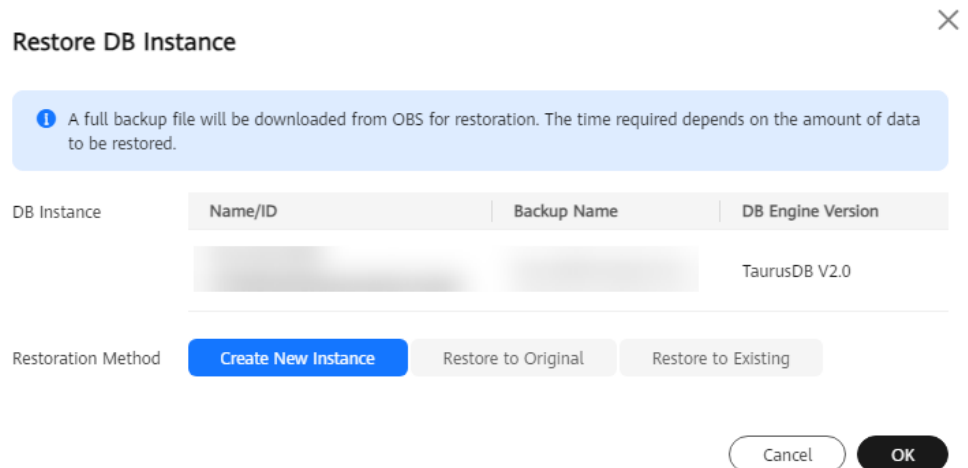 Restore DB Instance
A full backup file will be downloaded from OBS for restoration. The time required depends on the amount of data
to be restored.
DB Instance Name/ID Backup Name DB Engine Version
TaurusDB V2.0
Restoration Method Create New Instance Restore to Original Restore to Existing
Cancel OK